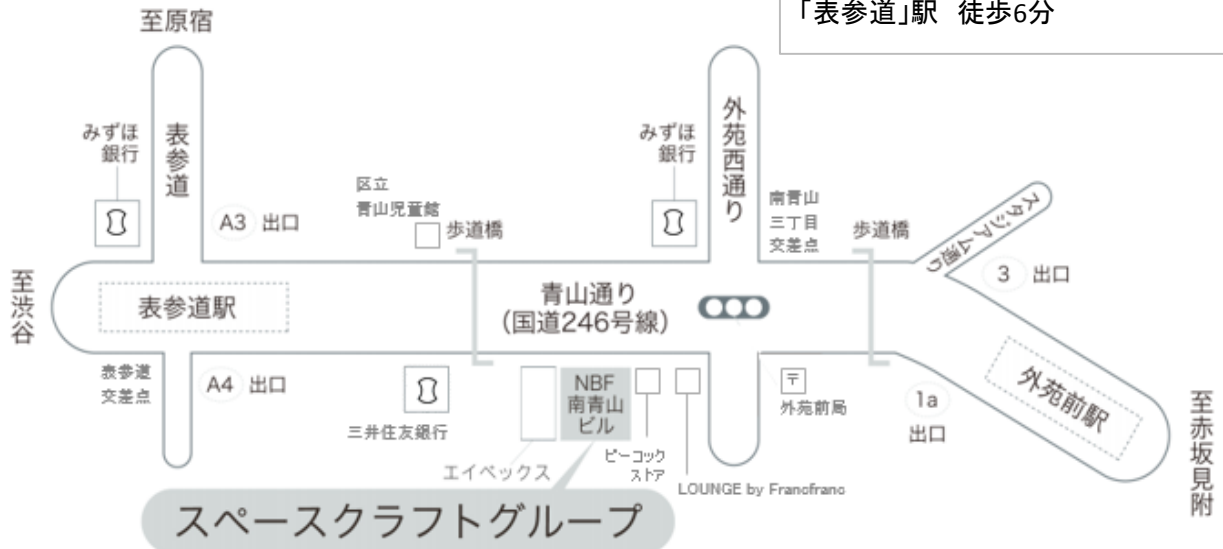 「表参道」駅 徒歩6分
至原宿
みずほ
銀行
表参道
A3 出口
区立
青山児童館
歩道橋
みずほ
銀行
外苑西通り
南青山
三丁目
交差点
歩道橋
スタジアム通り
3 出口
至渋谷
表参道駅
青山通り
（国道246号線）
表参道
交差点
A4 出口
三井住友銀行
エイベックス
NBF
南青山
ビル
ピーコック
ストア
LOUNGE by Francfranc
〒
外苑前局
1a
出口
外苑前駅
至赤坂見附
スペースクラフトグループ